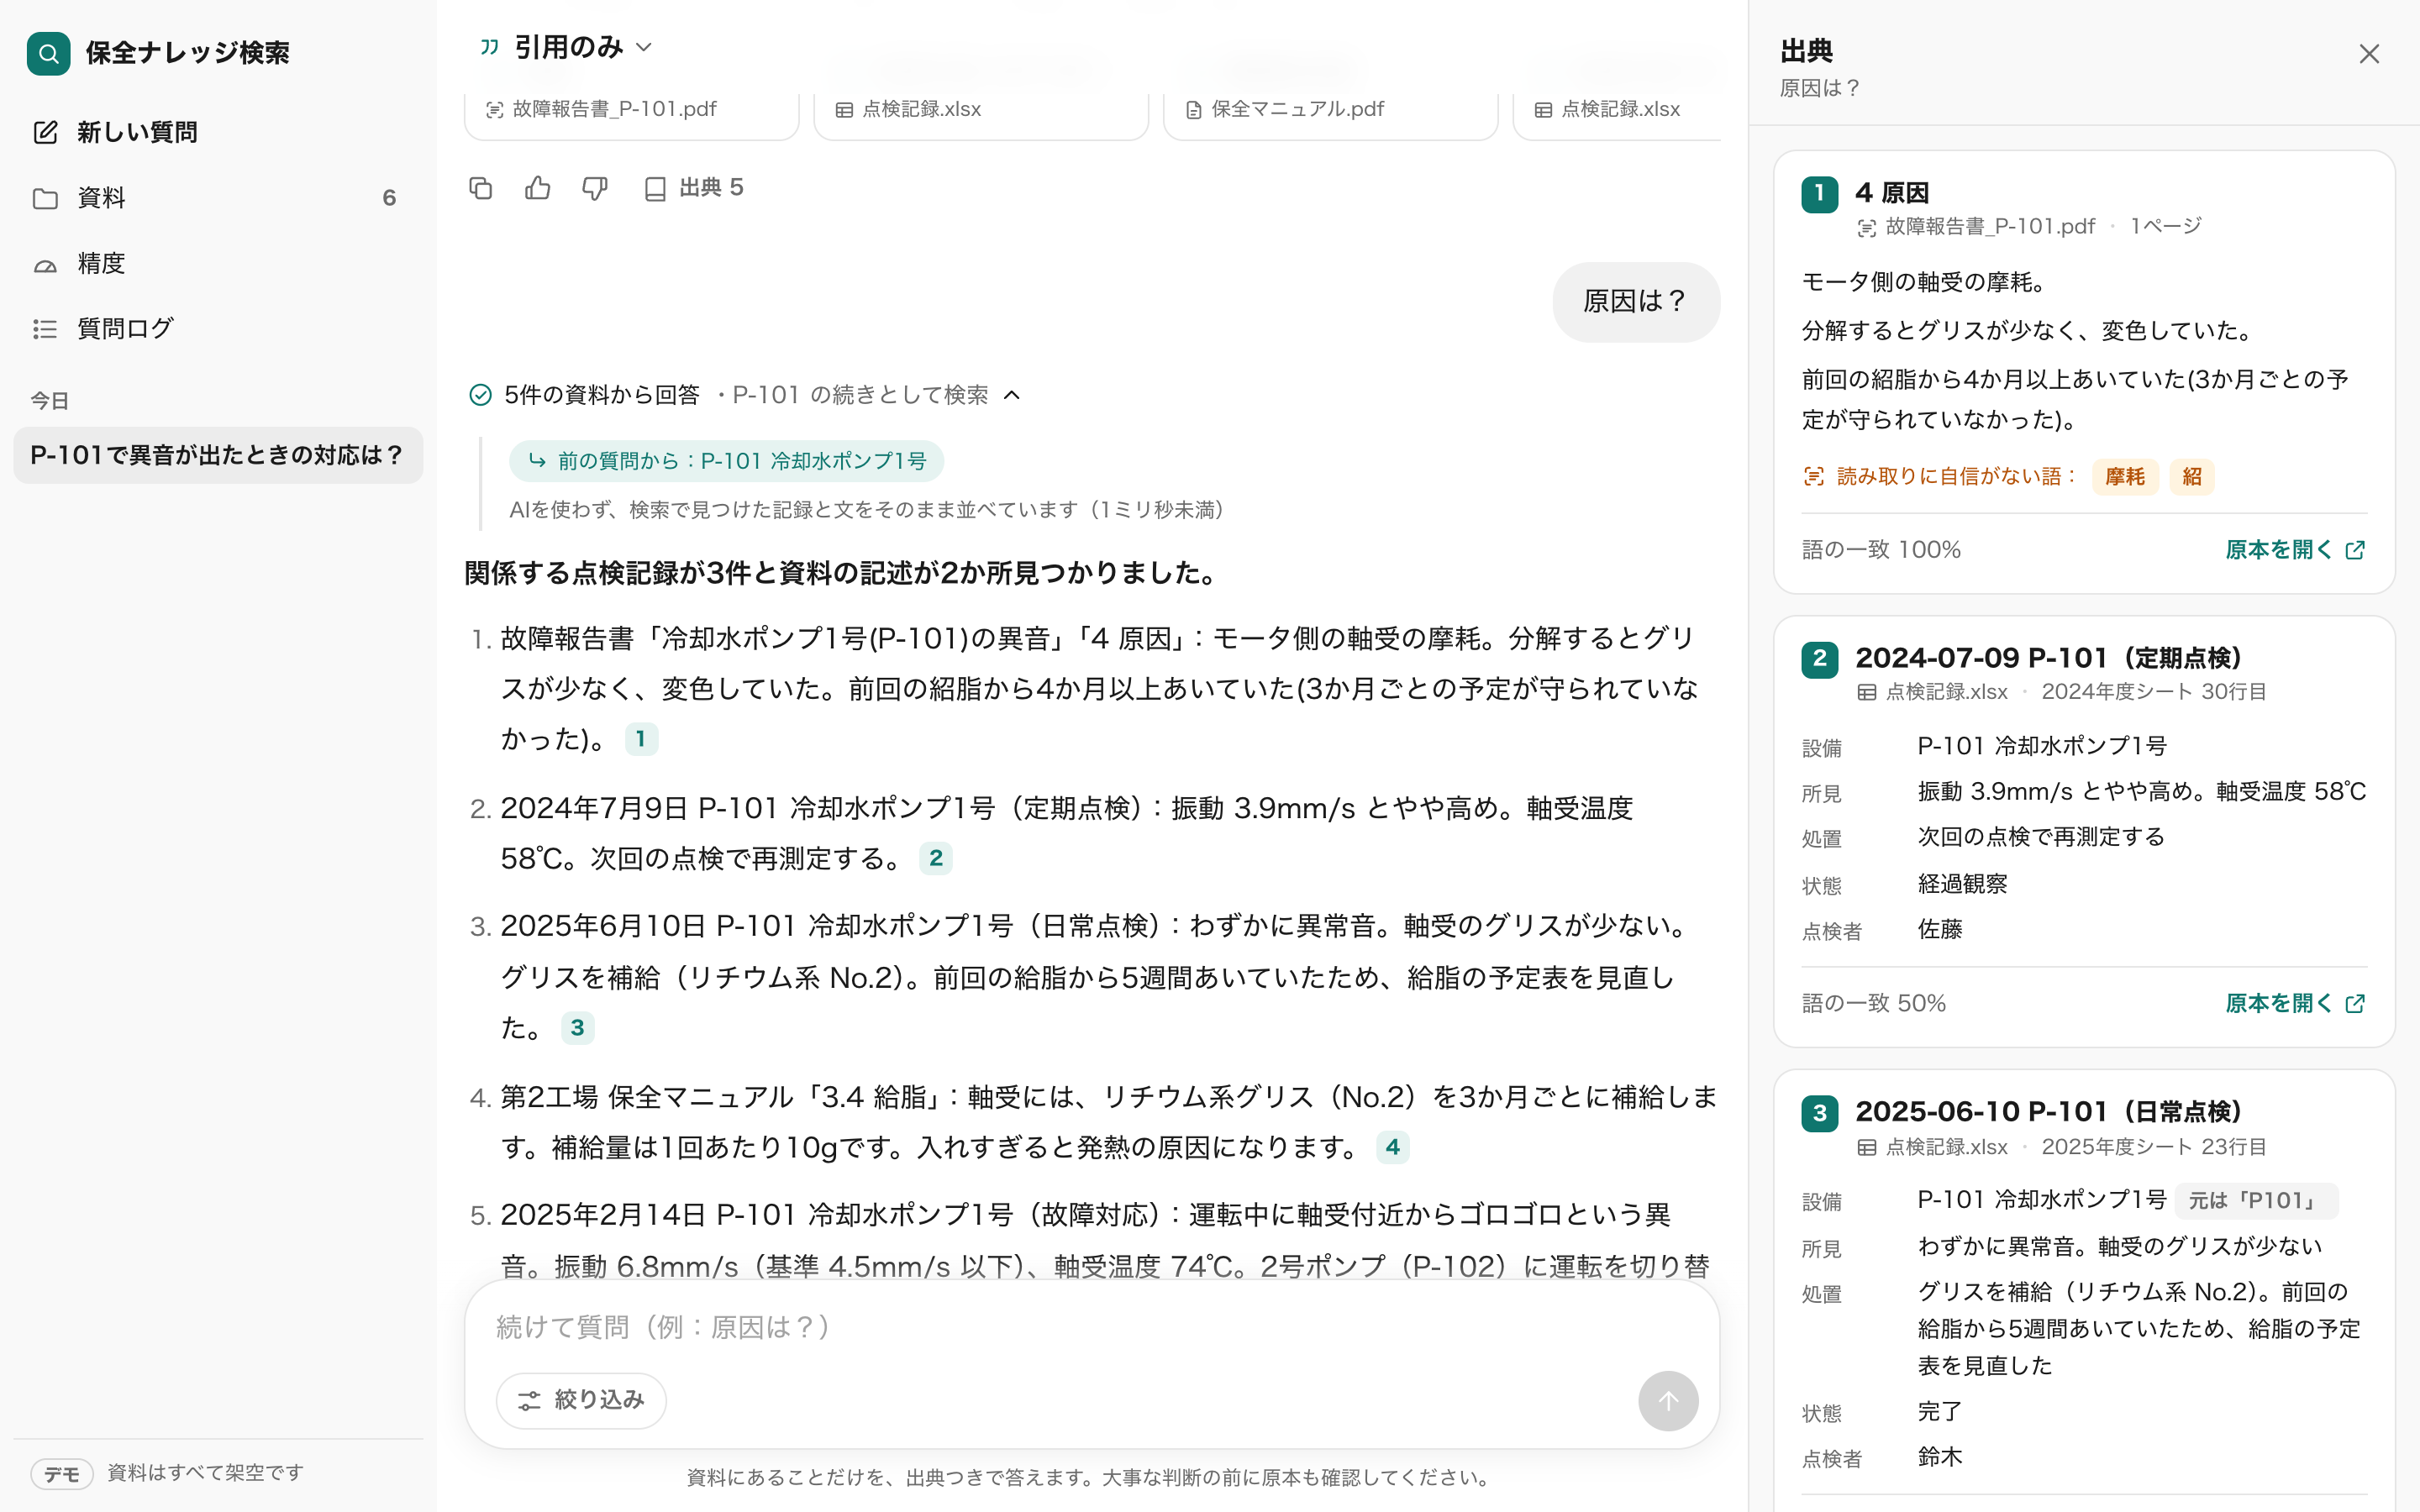 保全ナレッジ検索
新しい質問
資料 6
精度
質問ログ
今日
P-101で異音が出たときの対応は？
デモ 資料はすべて架空です
引用のみ
故障報告書_P-101.pdf
点検記録.xlsx
保全マニュアル.pdf
点検記録.xlsx
出典 5
原因は？
5件の資料から回答 ・P-101 の続きとして検索
前の質問から：P-101 冷却水ポンプ1号
AIを使わず、検索で見つけた記録と文をそのまま並べています（1ミリ秒未満）
関係する点検記録が3件と資料の記述が2か所見つかりました。
1. 故障報告書「冷却水ポンプ1号(P-101)の異音」「4 原因」：モータ側の軸受の摩耗。分解するとグリ
スが少なく、変色していた。前回の紹脂から4か月以上あいていた(3か月ごとの予定が守られていな
かった)。 1
2. 2024年7月9日 P-101 冷却水ポンプ1号（定期点検）：振動 3.9mm/s とやや高め。軸受温度
58℃。次回の点検で再測定する。 2
3. 2025年6月10日 P-101 冷却水ポンプ1号（日常点検）：わずかに異常音。軸受のグリスが少ない。
グリスを補給（リチウム系 No.2）。前回の給脂から5週間あいていたため、給脂の予定表を見直し
た。 3
4. 第2工場 保全マニュアル「3.4 給脂」：軸受には、リチウム系グリス（No.2）を3か月ごとに補給しま
す。補給量は1回あたり10gです。入れすぎると発熱の原因になります。 4
5. 2025年2月14日 P-101 冷却水ポンプ1号（故障対応）：運転中に軸受付近からゴロゴロという異
音。振動 6.8mm/s（基準 4.5mm/s 以下）、軸受温度 74℃。2号ポンプ（P-102）に運転を切り替
続けて質問（例：原因は？）
絞り込み
資料にあることだけを、出典つきで答えます。大事な判断の前に原本も確認してください。
出典
原因は？
1 4 原因
故障報告書_P-101.pdf ・ 1ページ
モータ側の軸受の摩耗。
分解するとグリスが少なく、変色していた。
前回の紹脂から4か月以上あいていた(3か月ごとの予
定が守られていなかった)。
読み取りに自信がない語： 摩耗 紹
語の一致 100% 原本を開く
2 2024-07-09 P-101（定期点検）
点検記録.xlsx ・ 2024年度シート 30行目
設備 P-101 冷却水ポンプ1号
所見 振動 3.9mm/s とやや高め。軸受温度 58℃
処置 次回の点検で再測定する
状態 経過観察
点検者 佐藤
語の一致 50% 原本を開く
3 2025-06-10 P-101（日常点検）
点検記録.xlsx ・ 2025年度シート 23行目
設備 P-101 冷却水ポンプ1号 元は「P101」
所見 わずかに異常音。軸受のグリスが少ない
処置 グリスを補給（リチウム系 No.2）。前回の
給脂から5週間あいていたため、給脂の予定
表を見直した
状態 完了
点検者 鈴木